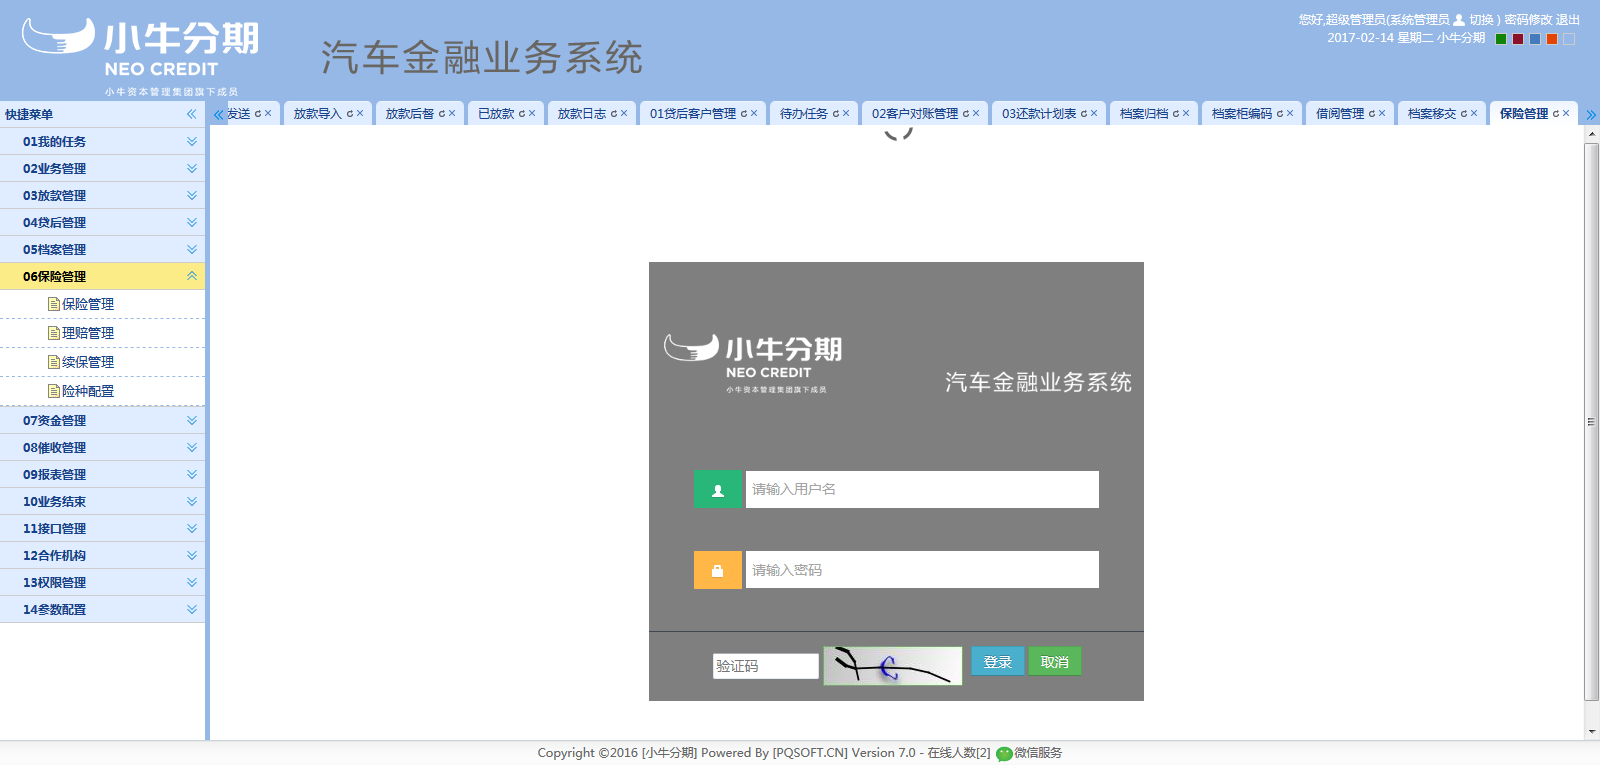 小牛分期
NEO CREDIT
小牛资本管理集团旗下成员
汽车金融业务系统
您好,超级管理员(系统管理员 切换 ) 密码修改 退出
2017-02-14 星期二 小牛分期
快捷菜单
发送 放款导入 放款后督 已放款 放款日志 01贷后客户管理 待办任务 02客户对账管理 03还款计划表 档案归档 档案柜编码 借阅管理 档案移交 保险管理
01我的任务
02业务管理
03放款管理
04贷后管理
05档案管理
06保险管理
保险管理
理赔管理
续保管理
险种配置
07资金管理
08催收管理
09报表管理
10业务结束
11接口管理
12合作机构
13权限管理
14参数配置
小牛分期
NEO CREDIT
小牛资本管理集团旗下成员
汽车金融业务系统
请输入用户名
请输入密码
验证码
登录 取消
Copyright ©2016 [小牛分期] Powered By [PQSOFT.CN] Version 7.0 - 在线人数[2] 微信服务